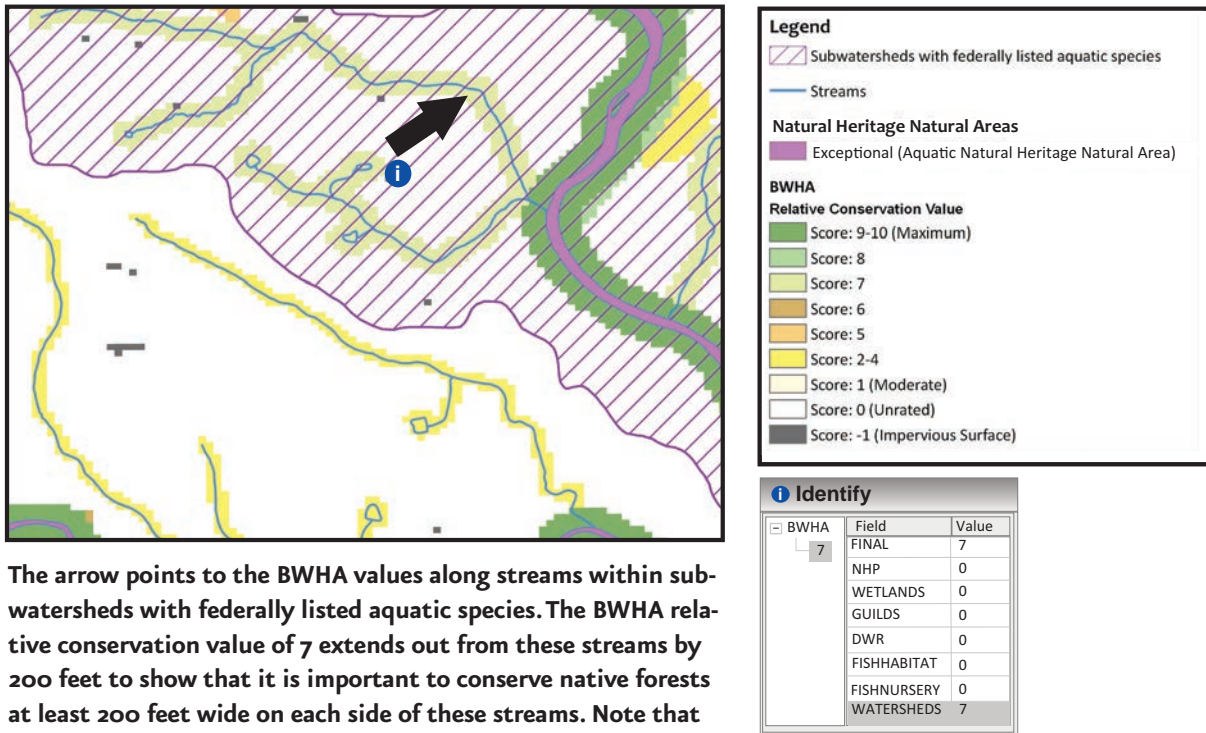 i
Legend
Subwatersheds with federally listed aquatic species
Streams
Natural Heritage Natural Areas
Exceptional (Aquatic Natural Heritage Natural Area)
BWHA
Relative Conservation Value
Score: 9-10 (Maximum)
Score: 8
Score: 7
Score: 6
Score: 5
Score: 2-4
Score: 1 (Moderate)
Score: 0 (Unrated)
Score: -1 (Impervious Surface)
i Identify
BWHA
7
Field Value
FINAL 7
NHP 0
WETLANDS 0
GUILDS 0
DWR 0
FISHHABITAT 0
FISHNURSERY 0
WATERSHEDS 7
The arrow points to the BWHA values along streams within sub-
watersheds with federally listed aquatic species. The BWHA rela-
tive conservation value of 7 extends out from these streams by
200 feet to show that it is important to conserve native forests
at least 200 feet wide on each side of these streams. Note that